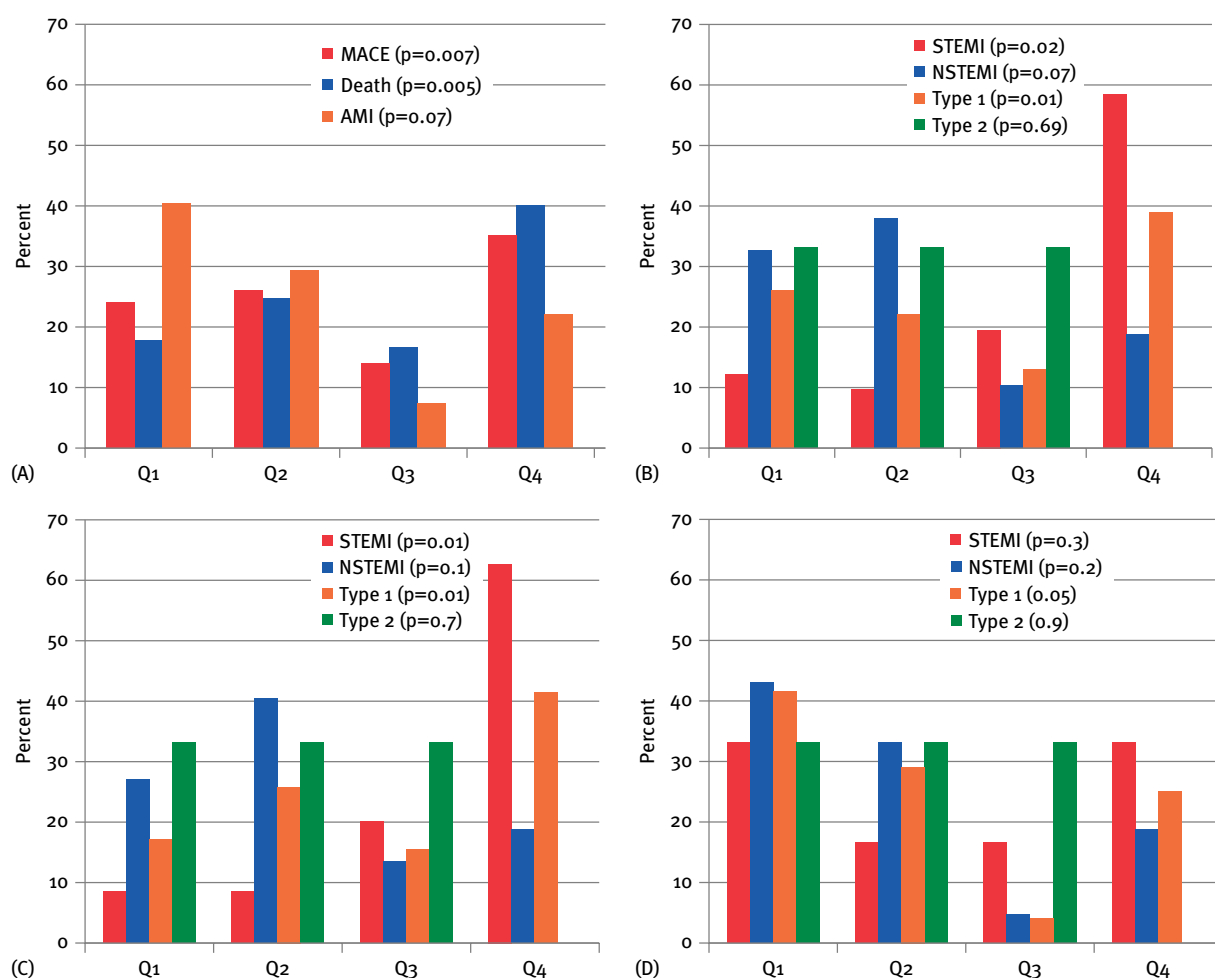 70
60
50
40
30
20
10
0
Percent
MACE (p=0.007)
Death (p=0.005)
AMI (p=0.07)
Q1 Q2 Q3 Q4
(A)
70
60
50
40
30
20
10
0
Percent
STEMI (p=0.02)
NSTEMI (p=0.07)
Type 1 (p=0.01)
Type 2 (p=0.69)
Q1 Q2 Q3 Q4
(B)
70
60
50
40
30
20
10
0
Percent
STEMI (p=0.01)
NSTEMI (p=0.1)
Type 1 (p=0.01)
Type 2 (p=0.7)
Q1 Q2 Q3 Q4
(C)
70
60
50
40
30
20
10
0
Percent
STEMI (p=0.3)
NSTEMI (p=0.2)
Type 1 (0.05)
Type 2 (0.9)
Q1 Q2 Q3 Q4
(D)